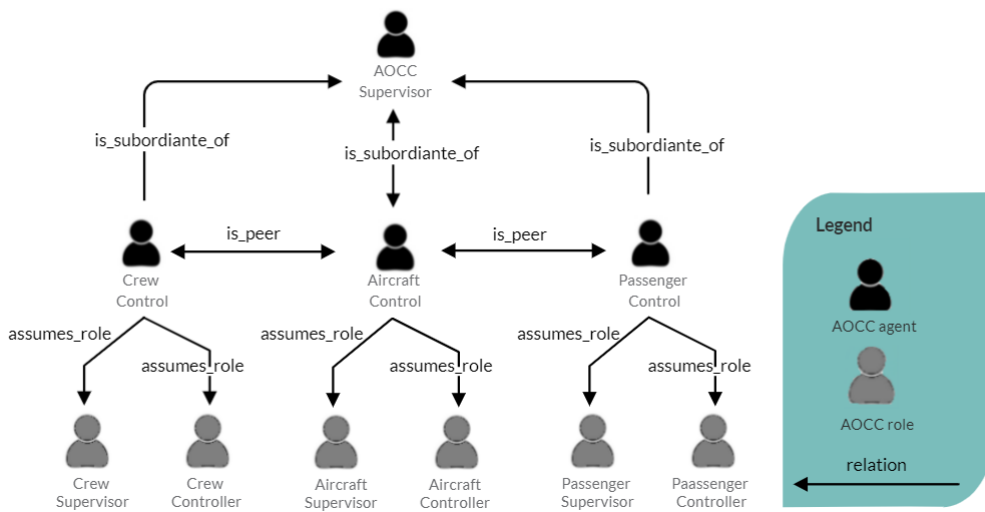 AOCC
Supervisor
is_subordiante_of
is_subordiante_of
is_subordiante_of
is_peer
is_peer
Crew
Control
Aircraft
Control
Passenger
Control
assumes_role
assumes_role
assumes_role
assumes_role
assumes_role
assumes_role
Crew
Supervisor
Crew
Controller
Aircraft
Supervisor
Aircraft
Controller
Passenger
Supervisor
Paassenger
Controller
Legend
AOCC agent
AOCC role
relation